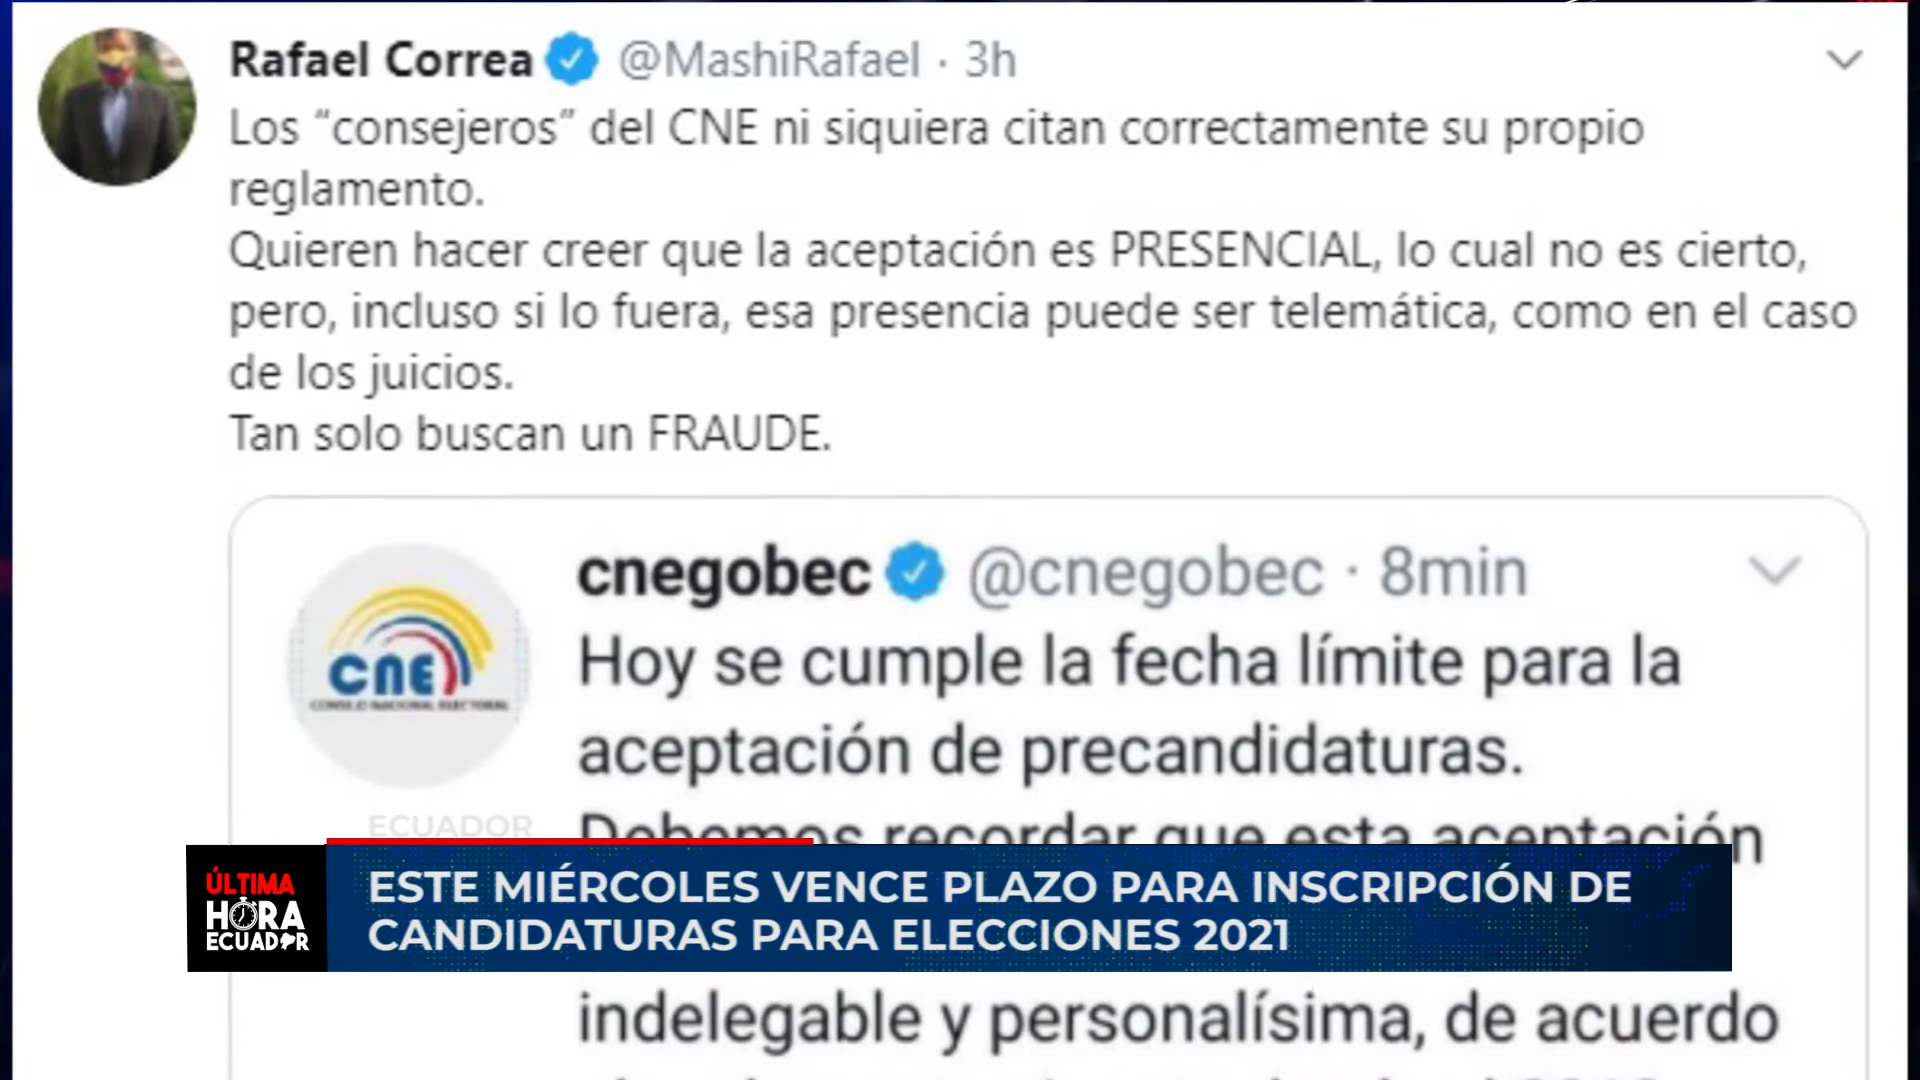 Rafael Correa @MashiRafael · 3h
Los “consejeros” del CNE ni siquiera citan correctamente su propio
reglamento.
Quieren hacer creer que la aceptación es PRESENCIAL, lo cual no es cierto,
pero, incluso si lo fuera, esa presencia puede ser telemática, como en el caso
de los juicios.
Tan solo buscan un FRAUDE.
cnegobec @cnegobec · 8min
CNE
CONSEJO NACIONAL ELECTORAL
Hoy se cumple la fecha límite para la
aceptación de precandidaturas.
Debemos recordar que esta aceptación
ECUADOR
ÚLTIMA
HORA
ECUADOR
ESTE MIÉRCOLES VENCE PLAZO PARA INSCRIPCIÓN DE
CANDIDATURAS PARA ELECCIONES 2021
indelegable y personalísima, de acuerdo